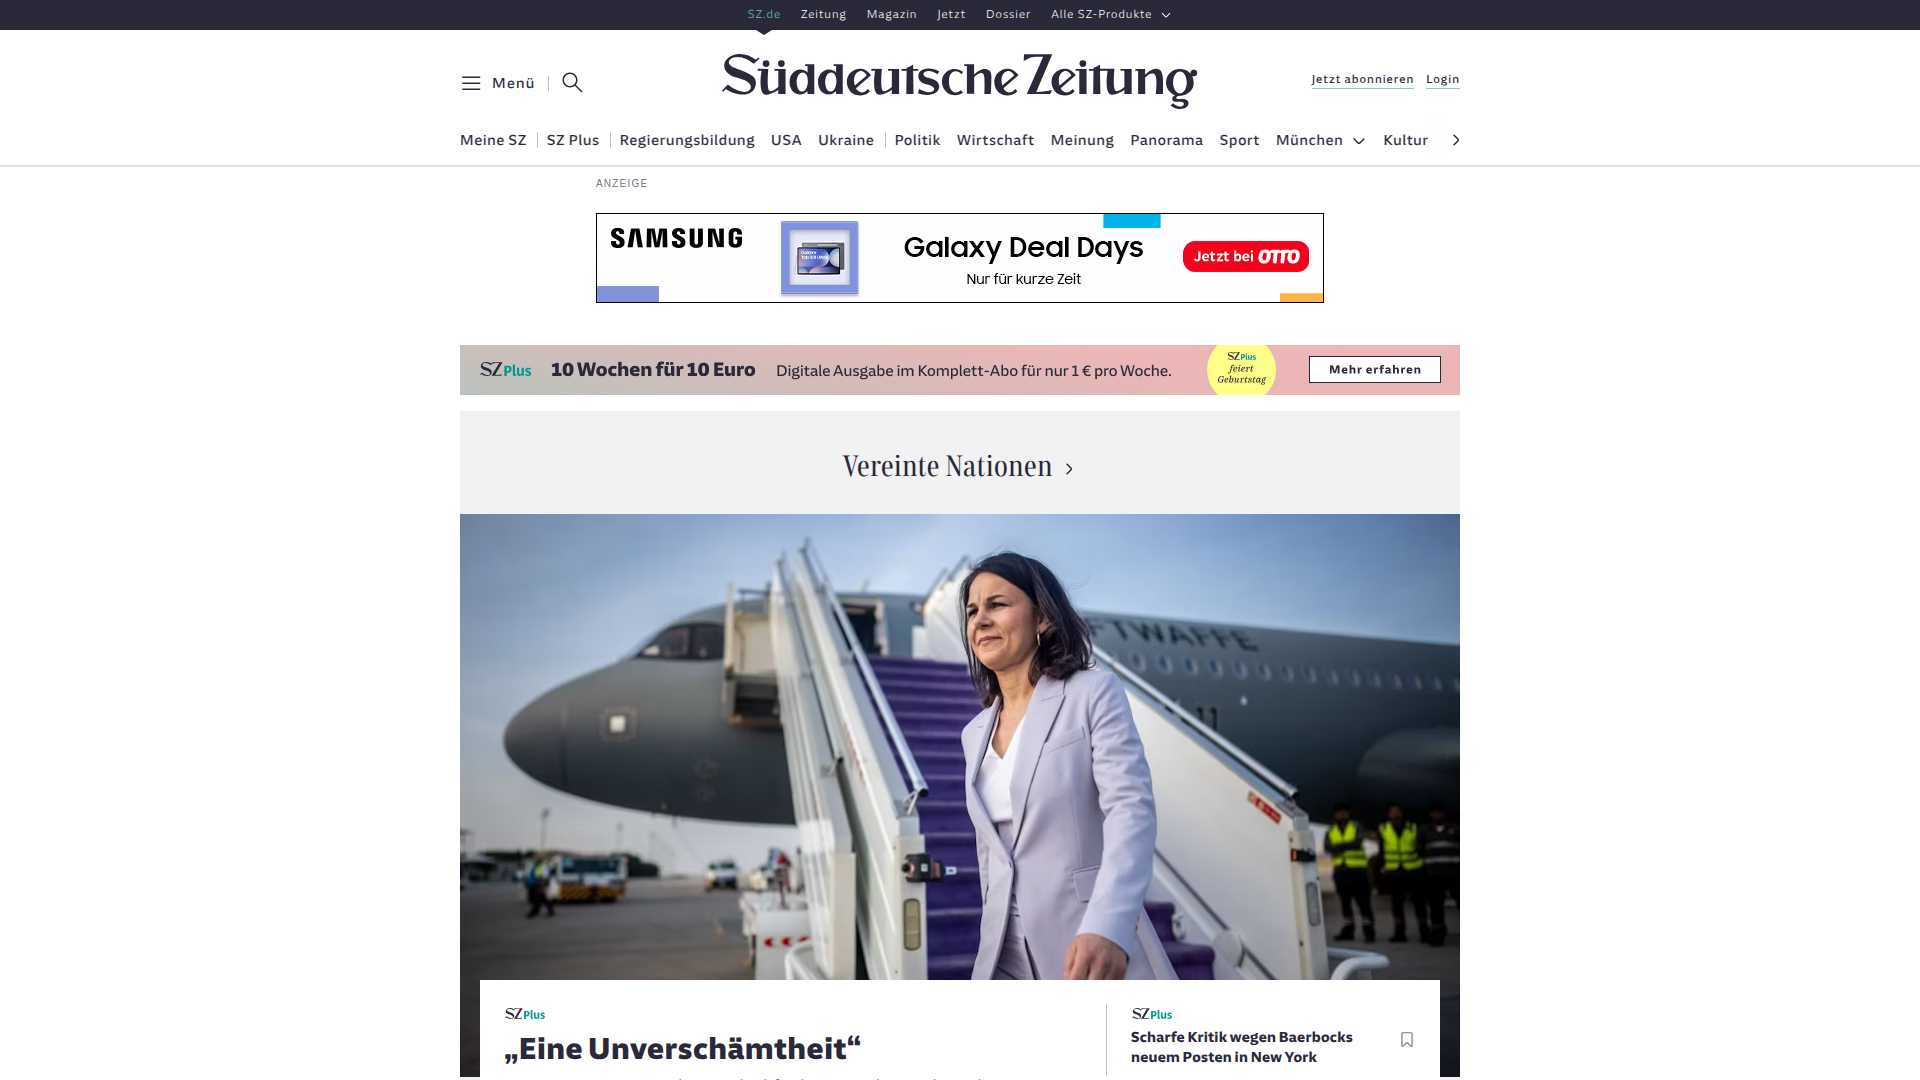 SZ.de Zeitung Magazin Jetzt Dossier Alle SZ-Produkte
Menü
Süddeutsche Zeitung
Jetzt abonnieren Login
Meine SZ SZ Plus Regierungsbildung USA Ukraine Politik Wirtschaft Meinung Panorama Sport München Kultur
ANZEIGE
SAMSUNG
Galaxy Deal Days
Nur für kurze Zeit
Jetzt bei OTTO
SZ Plus 10 Wochen für 10 Euro Digitale Ausgabe im Komplett-Abo für nur 1 € pro Woche.
SZ Plus
feiert
Geburtstag
Mehr erfahren
Vereinte Nationen
LUFTWAFFE
SZ Plus
„Eine Unverschämtheit“
SZ Plus
Scharfe Kritik wegen Baerbocks
neuem Posten in New York